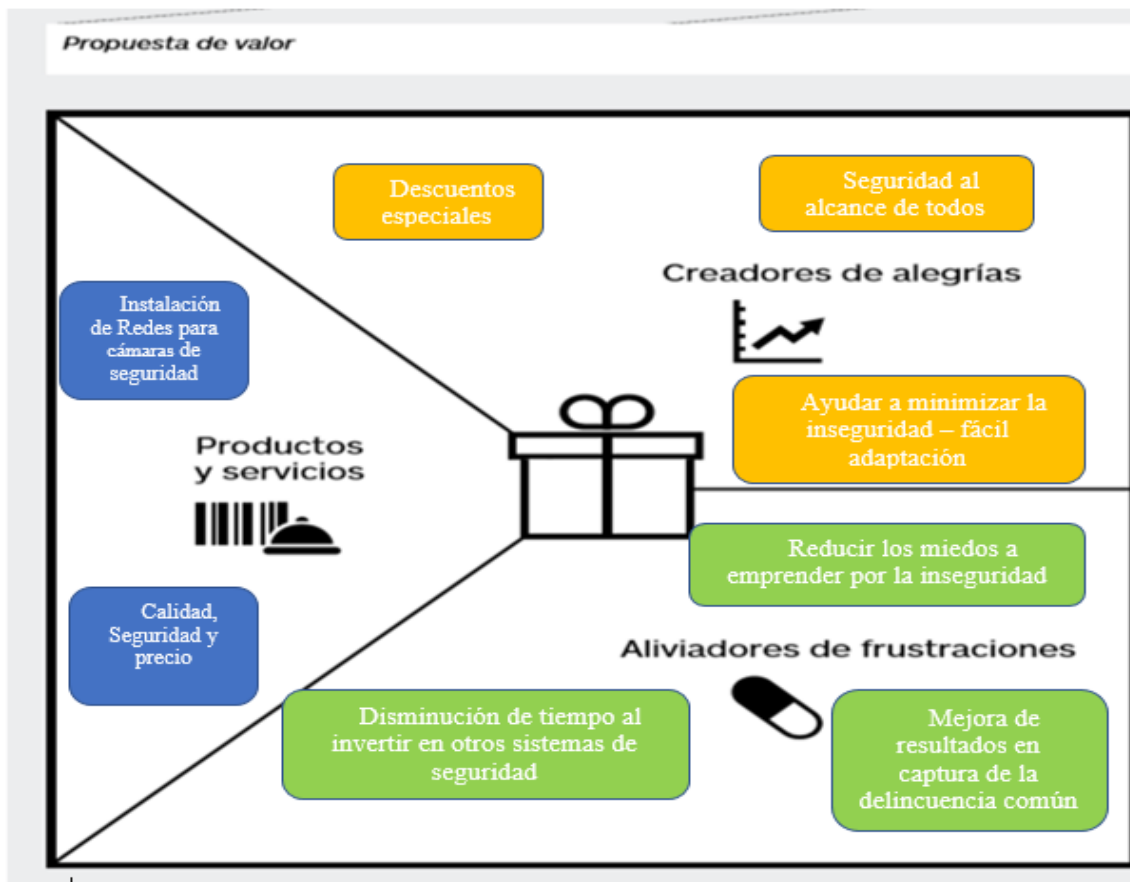 Propuesta de valor
Descuentos
especiales
Seguridad al
alcance de todos
Creadores de alegrías
Instalación
de Redes para
cámaras de
seguridad
Ayudar a minimizar la
inseguridad – fácil
adaptación
Productos
y servicios
Reducir los miedos a
emprender por la inseguridad
Calidad,
Seguridad y
precio
Aliviadores de frustraciones
Disminución de tiempo al
invertir en otros sistemas de
seguridad
Mejora de
resultados en
captura de la
delincuencia común